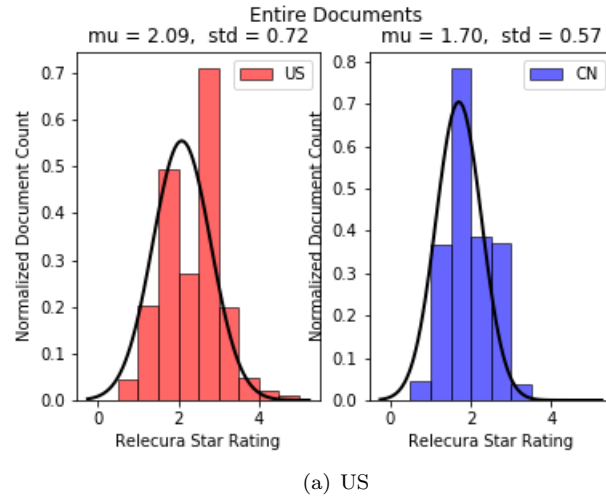 Entire Documents
mu = 2.09, std = 0.72
mu = 1.70, std = 0.57
US
CN
Normalized Document Count
0.7
0.6
0.5
0.4
0.3
0.2
0.1
0.0
Normalized Document Count
0.8
0.7
0.6
0.5
0.4
0.3
0.2
0.1
0.0
0 2 4
0 2 4
Relecura Star Rating
Relecura Star Rating
(a) US